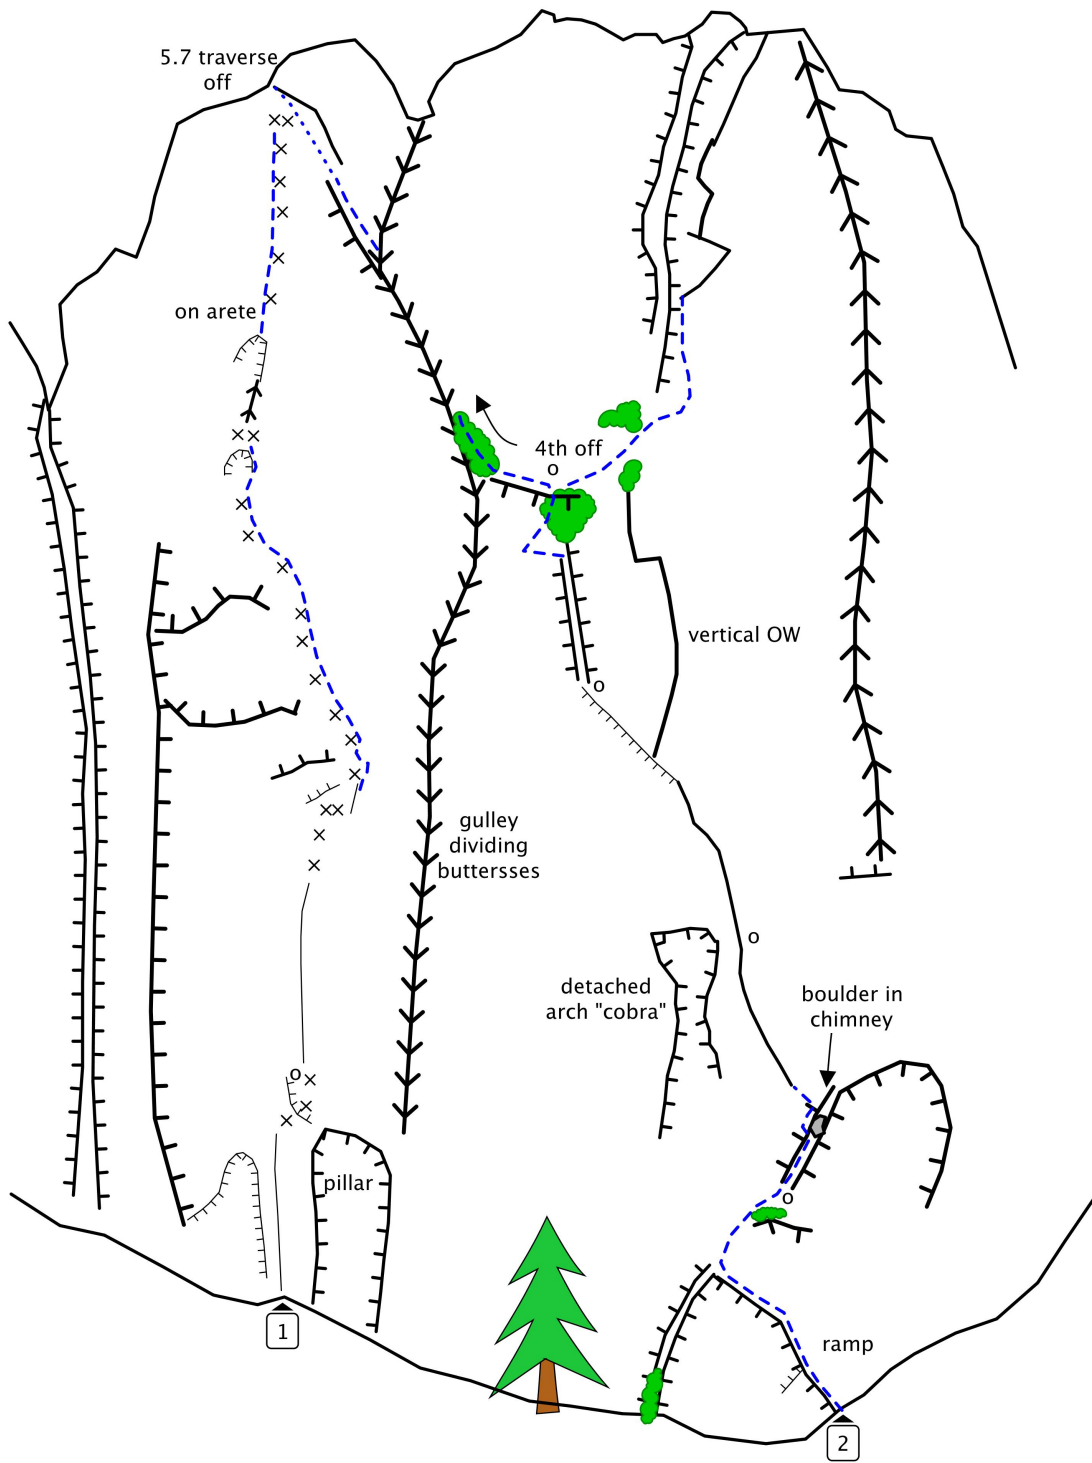 5.7 traverse
off
on arete
4th off
o
vertical OW
o
gulley
dividing
buttersses
o
detached
arch "cobra"
boulder in
chimney
o
pillar
o
1
ramp
2